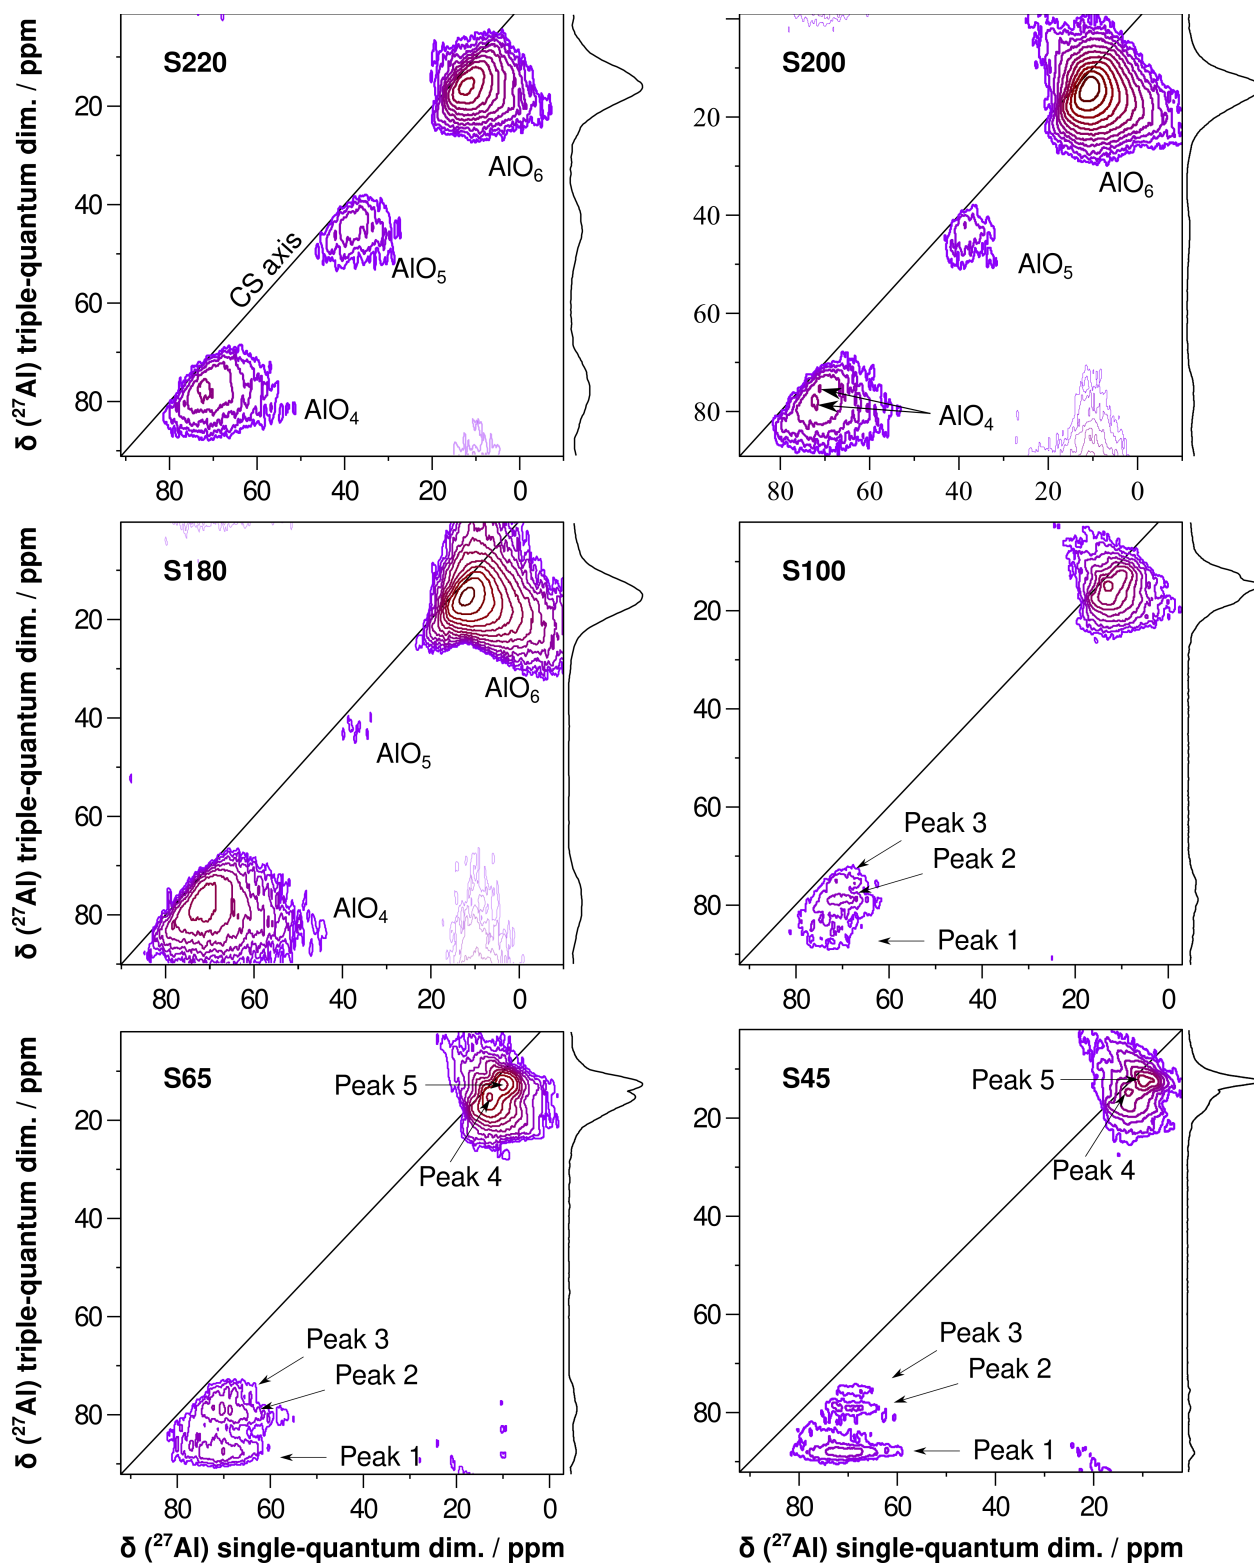 δ (²⁷Al) triple-quantum dim. / ppm
S220
20
40
60
80
80 60 40 20 0
AlO₆
AlO₅
AlO₄
CS axis
S200
20
40
60
80
80 60 40 20 0
AlO₆
AlO₅
AlO₄
δ (²⁷Al) triple-quantum dim. / ppm
S180
20
40
60
80
80 60 40 20 0
AlO₆
AlO₅
AlO₄
S100
20
40
60
80
80 60 40 20 0
Peak 3
Peak 2
Peak 1
δ (²⁷Al) triple-quantum dim. / ppm
S65
20
40
60
80
80 60 40 20 0
Peak 5
Peak 4
Peak 3
Peak 2
Peak 1
δ (²⁷Al) single-quantum dim. / ppm
S45
20
40
60
80
80 60 40 20
Peak 5
Peak 4
Peak 3
Peak 2
Peak 1
δ (²⁷Al) single-quantum dim. / ppm